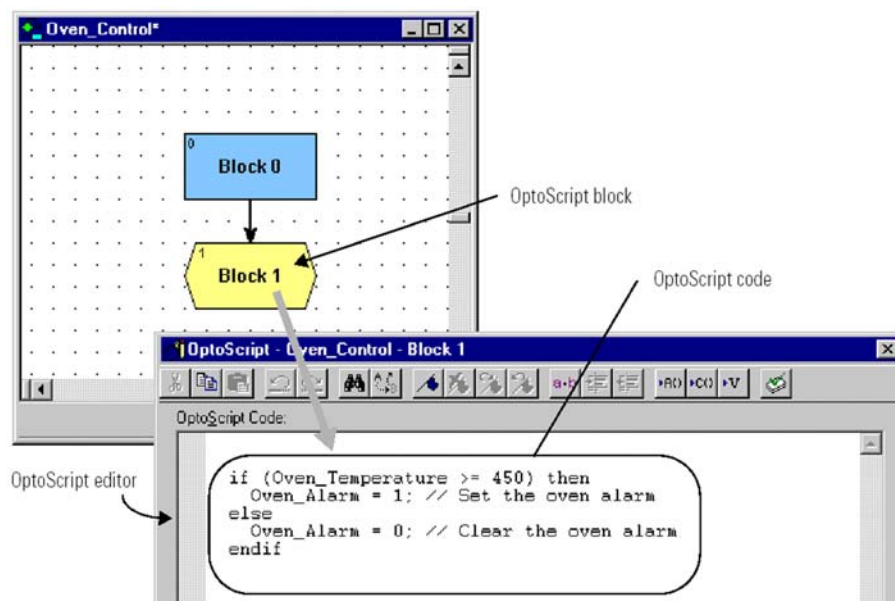 Oven_Control*
0
Block 0
OptoScript block
1
Block 1
OptoScript code
OptoScript - Oven_Control - Block 1
a•b
A()
C()
V
OptoScript Code:
OptoScript editor
if (Oven_Temperature >= 450) then
Oven_Alarm = 1; // Set the oven alarm
else
Oven_Alarm = 0; // Clear the oven alarm
endif